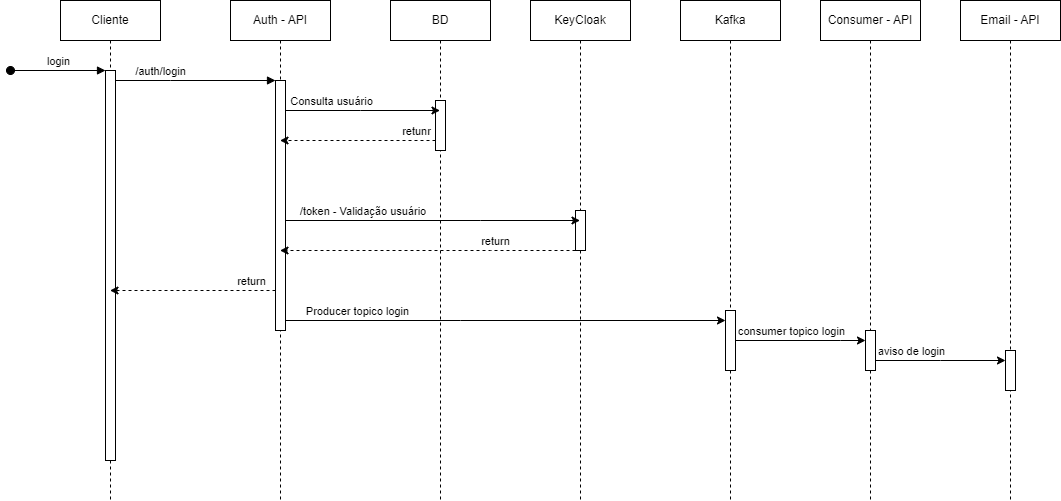 Cliente
Auth - API
BD
KeyCloak
Kafka
Consumer - API
Email - API
login
/auth/login
Consulta usuário
retunr
/token - Validação usuário
return
return
Producer topico login
consumer topico login
aviso de login